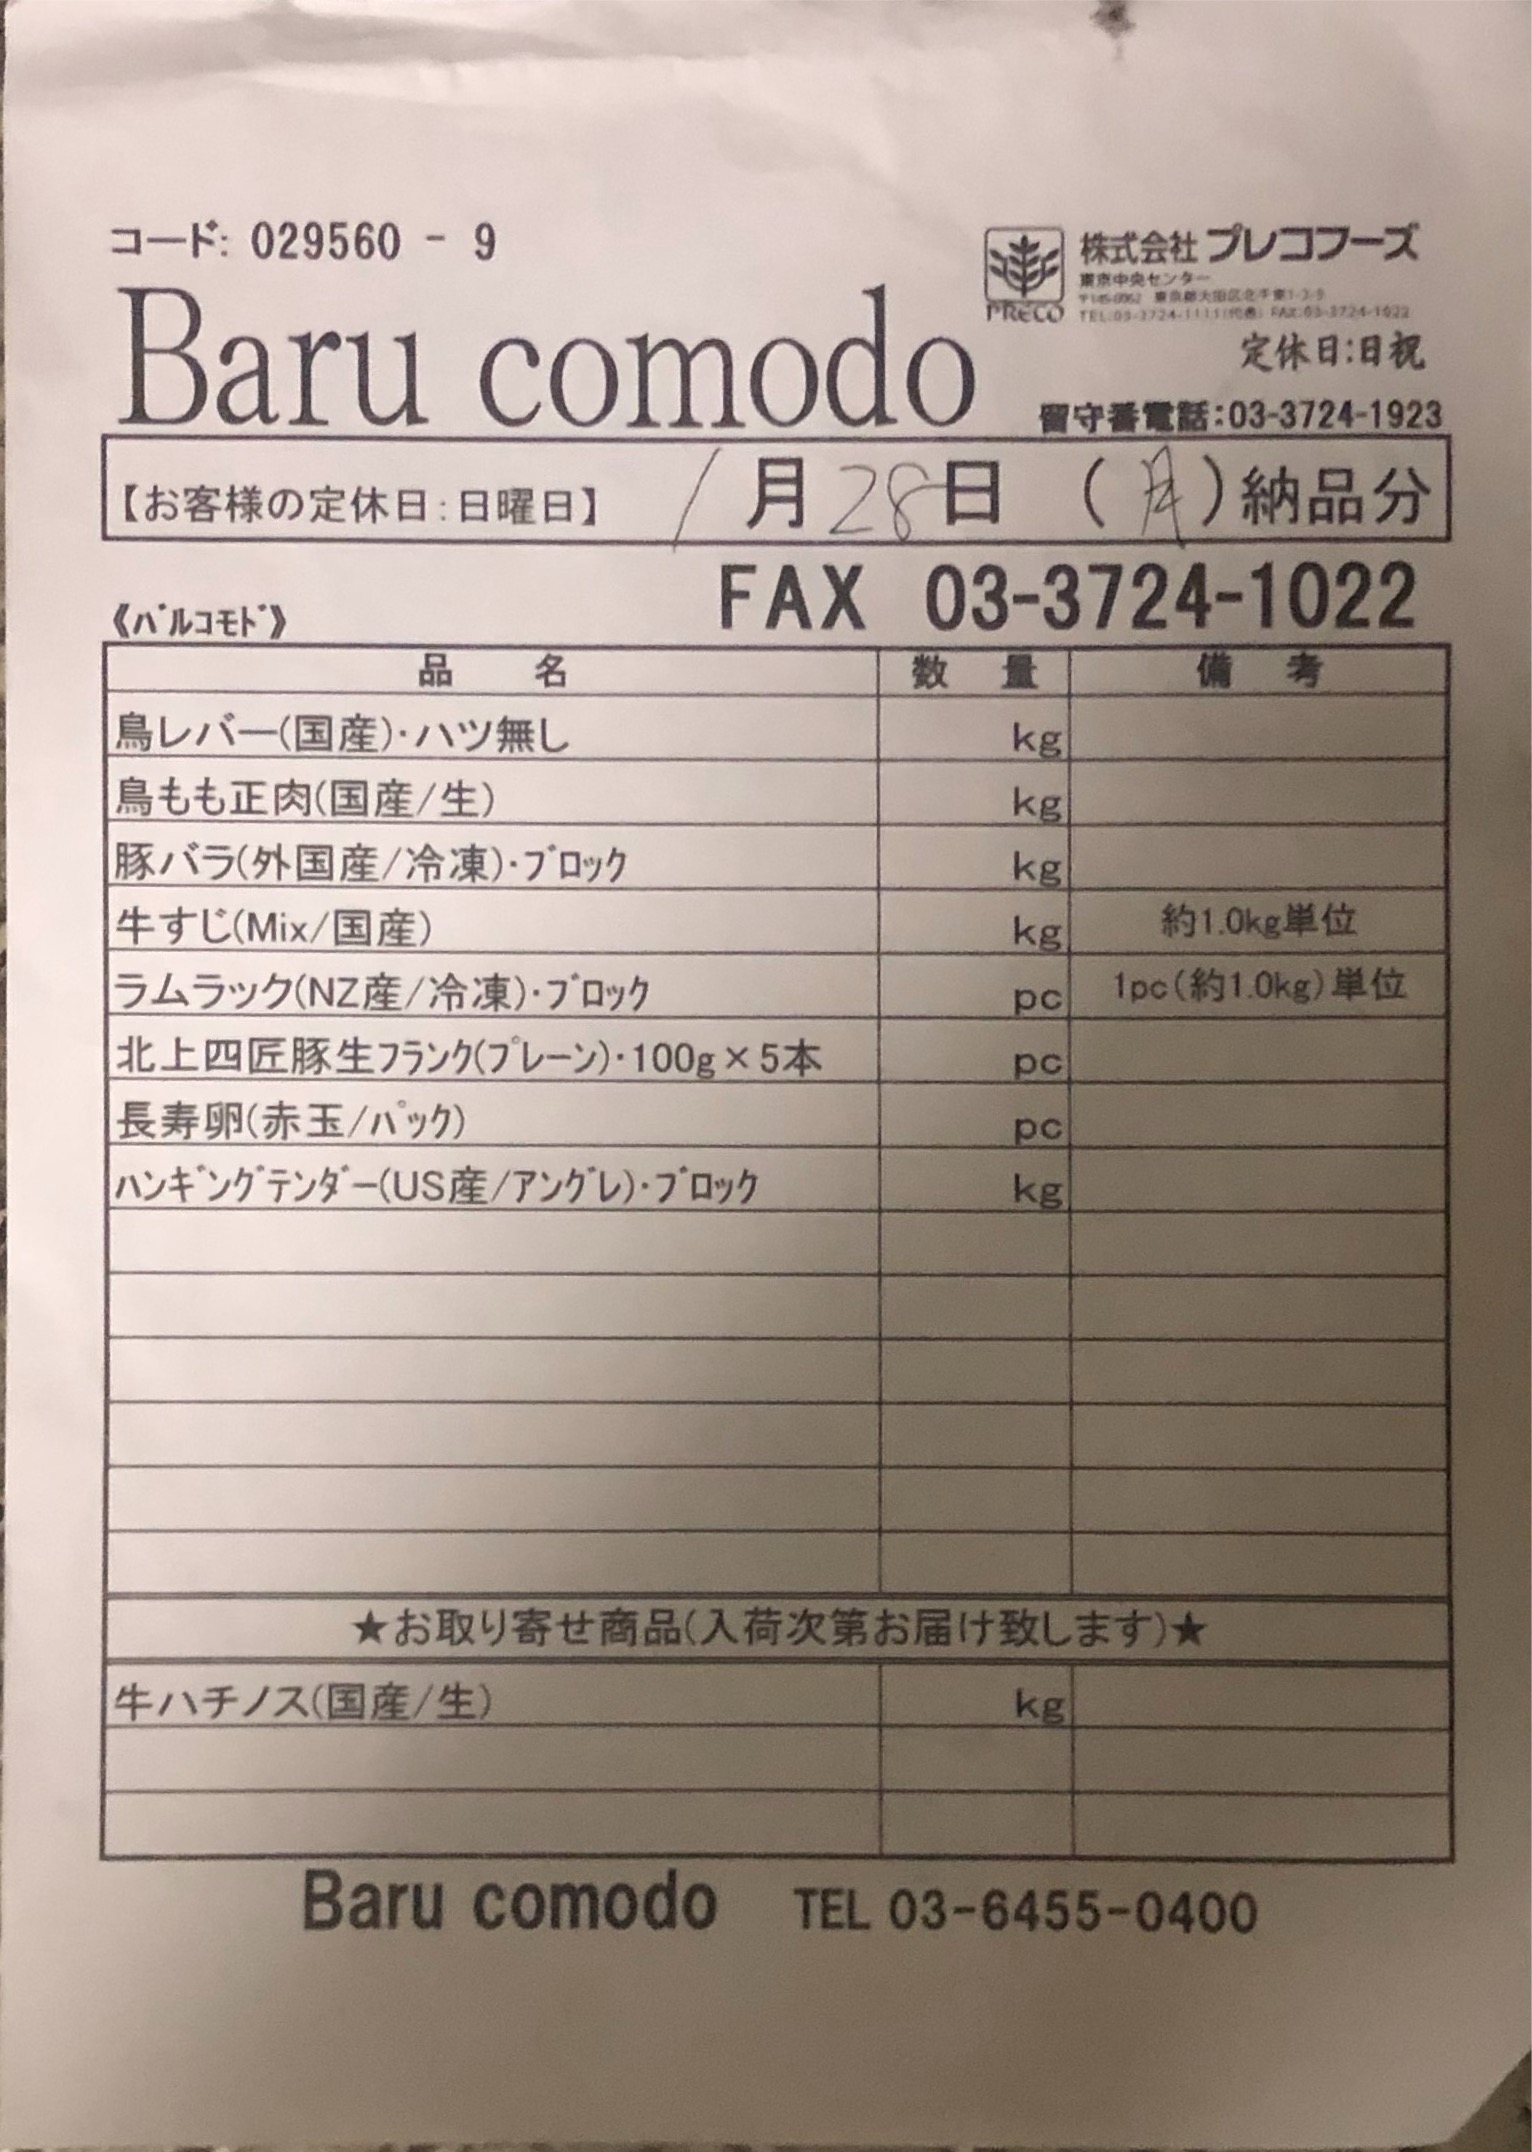 コード: 029560 - 9
株式会社 プレコフーズ
東京中央センター
〒145-0062 東京都大田区北千束1-3-9
PRECO
TEL:03-3724-1111(代表) FAX:03-3724-1022
Baru comodo
定休日:日祝
留守番電話:03-3724-1923
【お客様の定休日:日曜日】 1月28日 (月)納品分
《バルコモド》 FAX 03-3724-1022
品 名 数 量 備 考
鳥レバー(国産)・ハツ無し kg
鳥もも正肉(国産/生) kg
豚バラ(外国産/冷凍)・ブロック kg
牛すじ(Mix/国産) kg 約1.0kg単位
ラムラック(NZ産/冷凍)・ブロック pc 1pc(約1.0kg)単位
北上四匠豚生フランク(プレーン)・100g×5本 pc
長寿卵(赤玉/パック) pc
ハンギングテンダー(US産/アングレ)・ブロック kg
★お取り寄せ商品(入荷次第お届け致します)★
牛ハチノス(国産/生) kg
Baru comodo TEL 03-6455-0400